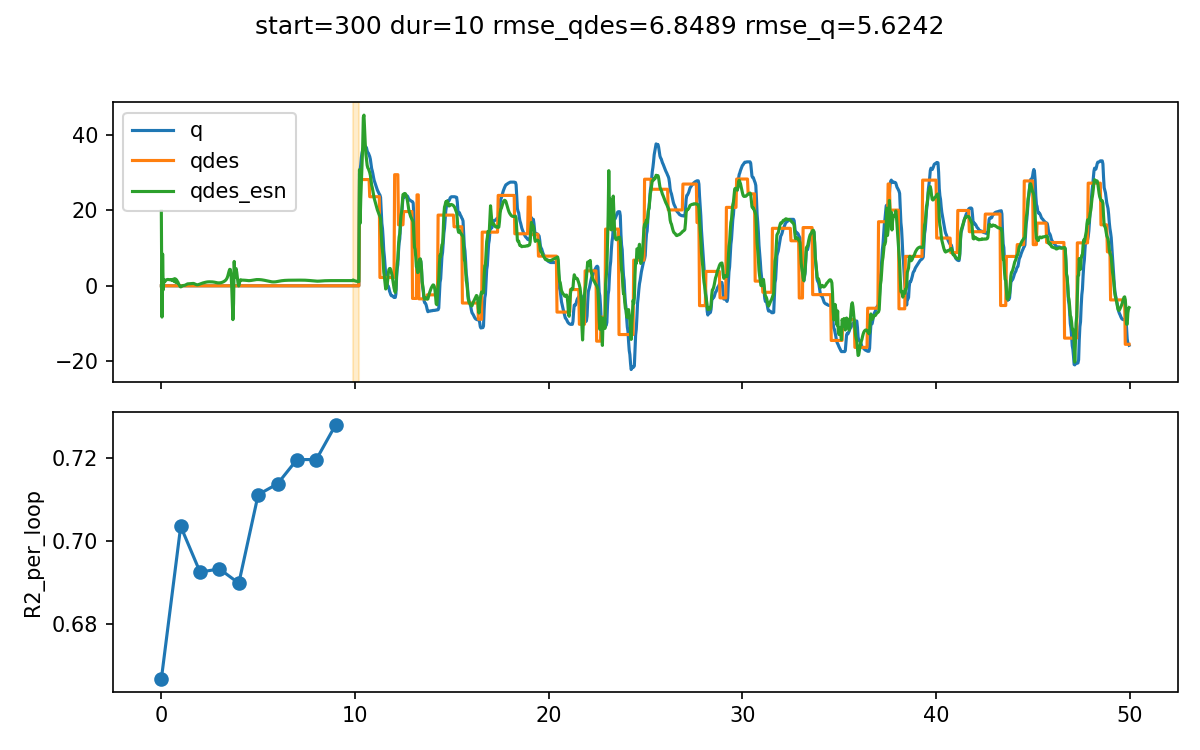 start=300 dur=10 rmse_qdes=6.8489 rmse_q=5.6242
40
20
0
−20
q
qdes
qdes_esn
R2_per_loop
0.72
0.70
0.68
0 10 20 30 40 50